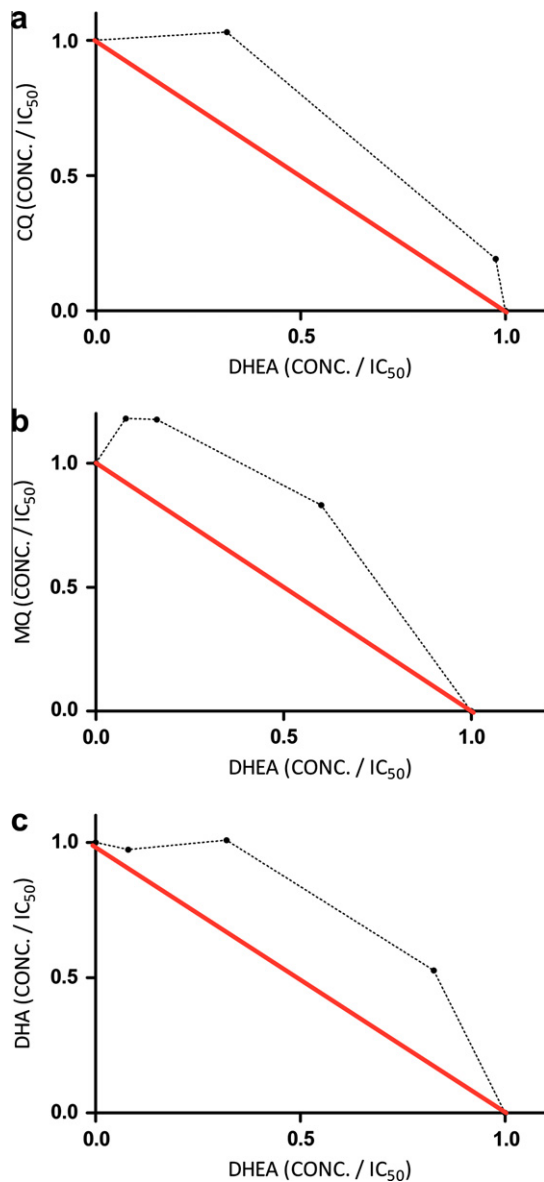 a
1.0
0.5
0.0
CQ (CONC. / IC₅₀)
0.0 0.5 1.0
DHEA (CONC. / IC₅₀)
b
1.0
0.5
0.0
MQ (CONC. / IC₅₀)
0.0 0.5 1.0
DHEA (CONC. / IC₅₀)
c
1.0
0.5
0.0
DHA (CONC. / IC₅₀)
0.0 0.5 1.0
DHEA (CONC. / IC₅₀)